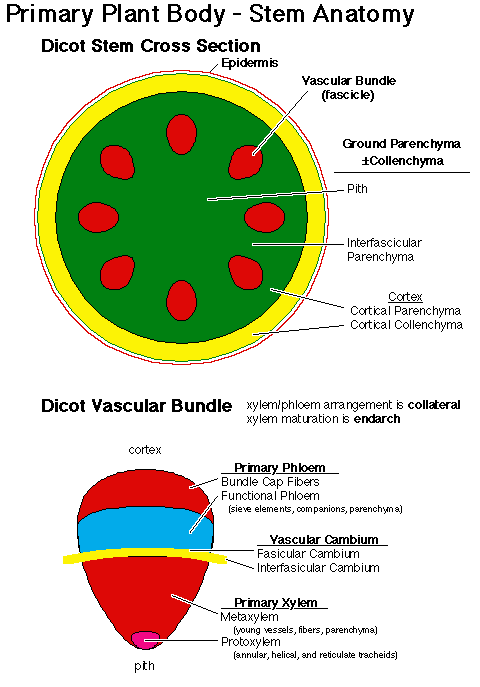 Primary Plant Body - Stem Anatomy
Dicot Stem Cross Section
Epidermis
Vascular Bundle
(fascicle)
Ground Parenchyma
±Collenchyma
Pith
Interfascicular
Parenchyma
Cortex
Cortical Parenchyma
Cortical Collenchyma
Dicot Vascular Bundle
xylem/phloem arrangement is collateral
xylem maturation is endarch
cortex
Primary Phloem
Bundle Cap Fibers
Functional Phloem
(sieve elements, companions, parenchyma)
Vascular Cambium
Fasicular Cambium
Interfasicular Cambium
Primary Xylem
Metaxylem
(young vessels, fibers, parenchyma)
Protoxylem
(annular, helical, and reticulate tracheids)
pith